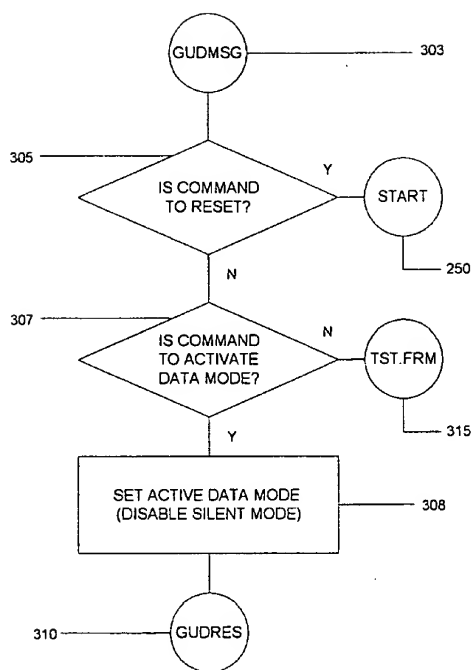 GUDMSG
303
305
IS COMMAND
TO RESET?
Y
START
250
N
307
IS COMMAND
TO ACTIVATE
DATA MODE?
N
TST.FRM
315
Y
SET ACTIVE DATA MODE
(DISABLE SILENT MODE)
308
310
GUDRES